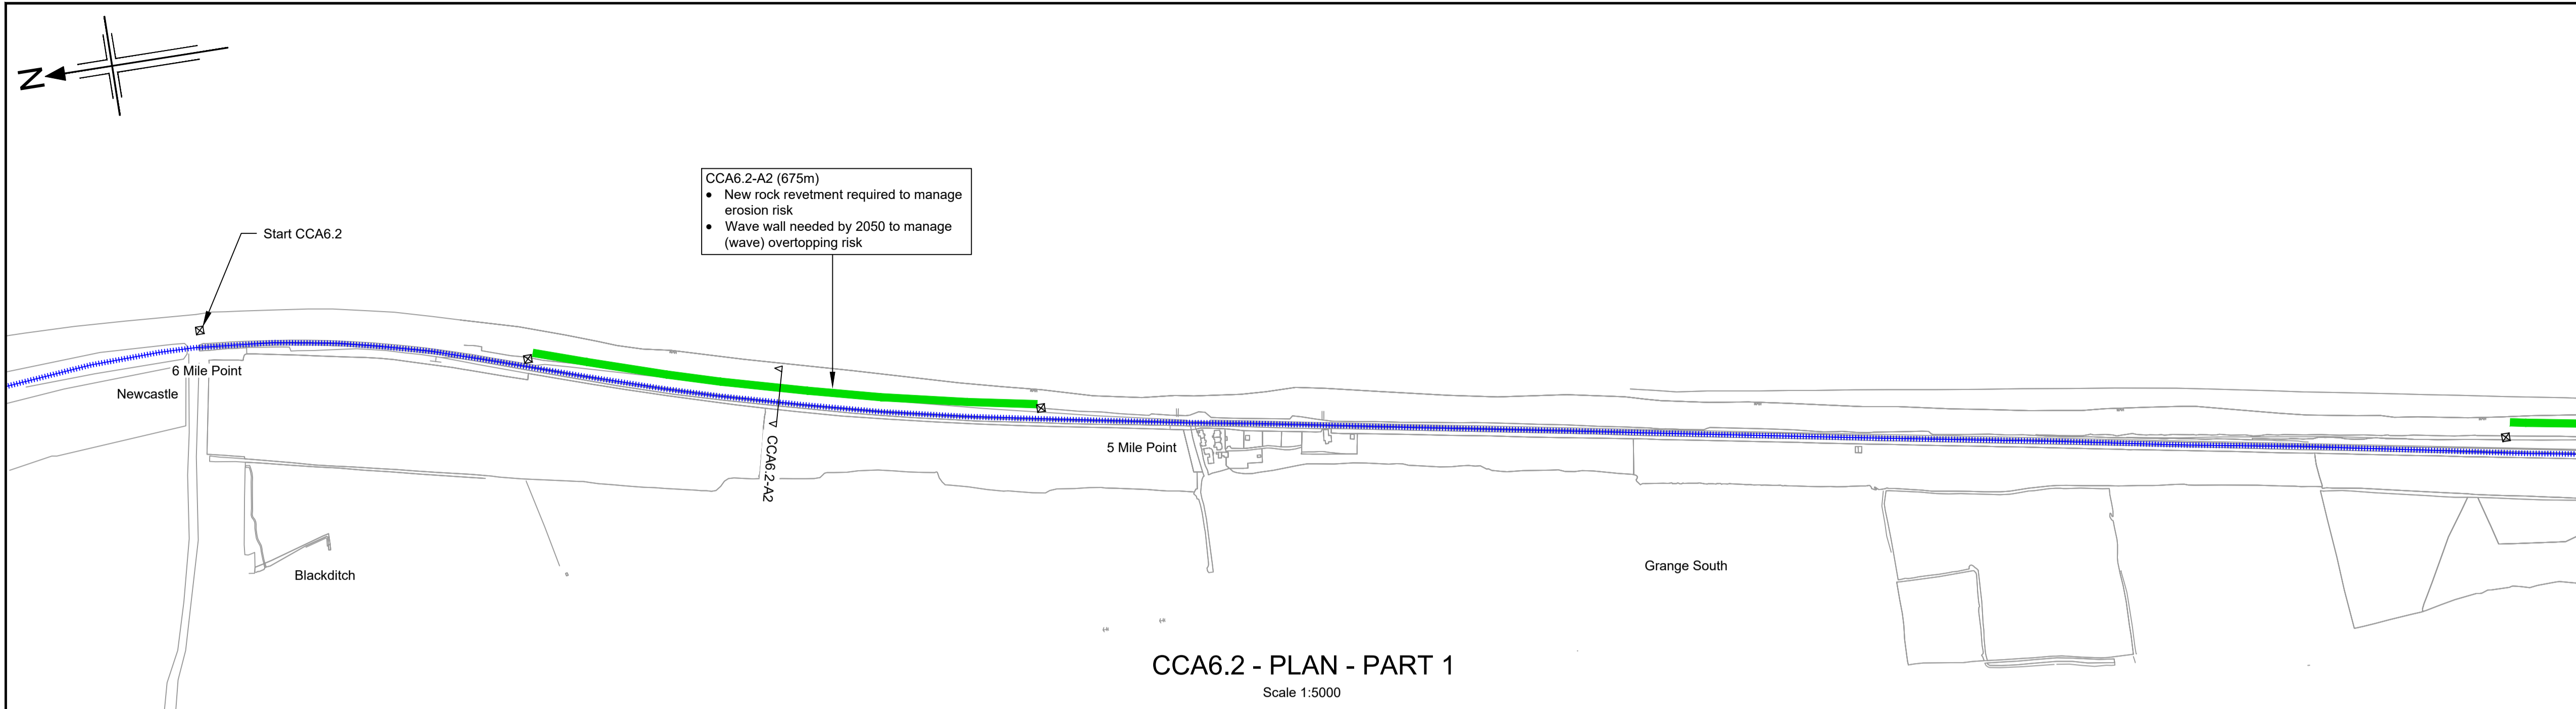 N
CCA6.2-A2 (675m)
● New rock revetment required to manage
erosion risk
● Wave wall needed by 2050 to manage
(wave) overtopping risk
Start CCA6.2
6 Mile Point
Newcastle
5 Mile Point
CCA6.2-A2
Blackditch
Grange South
CCA6.2 - PLAN - PART 1
Scale 1:5000